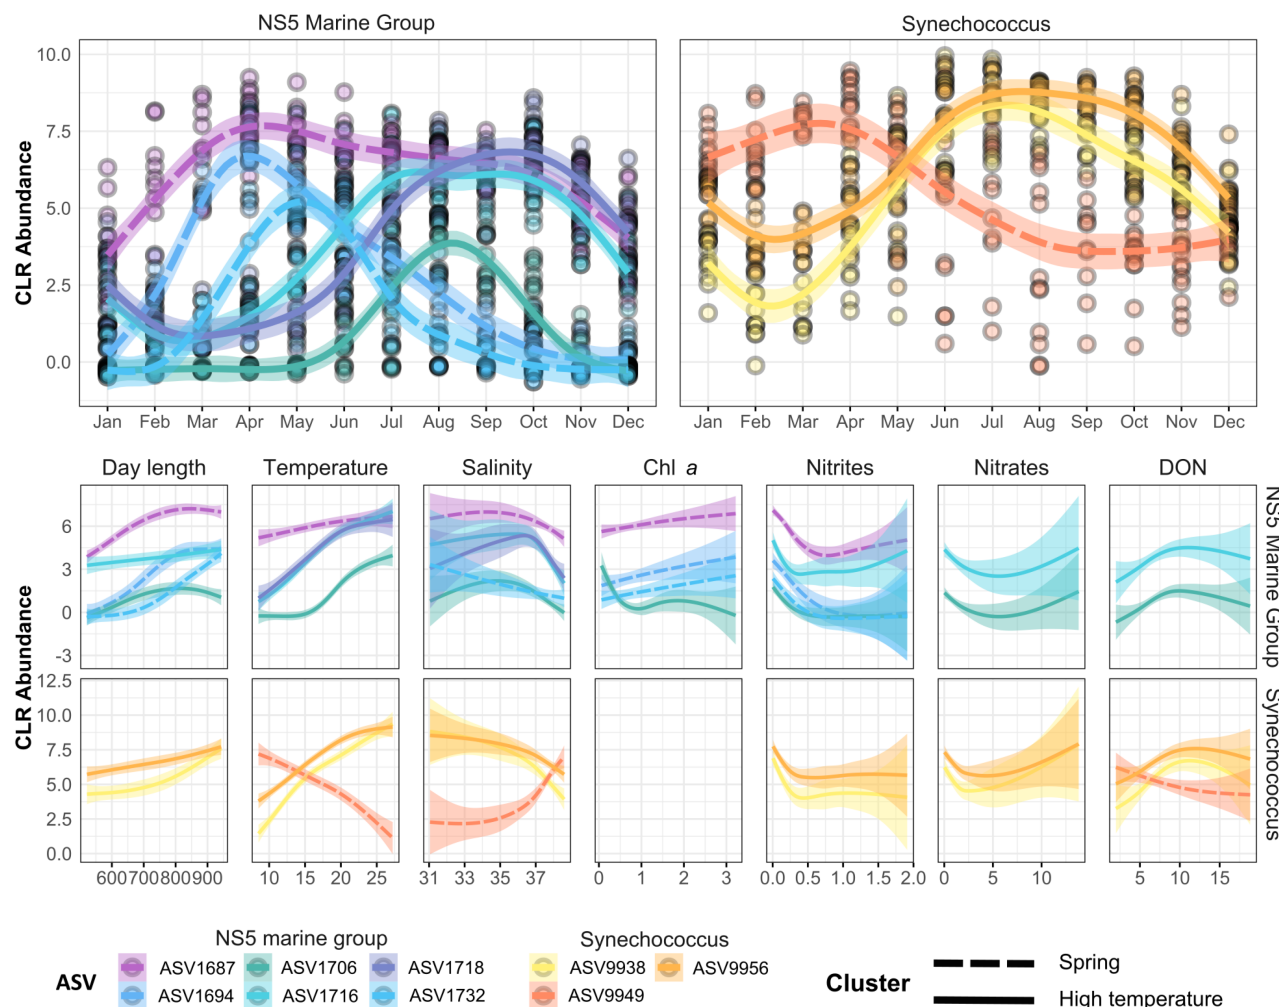 NS5 Marine Group
Synechococcus
CLR Abundance
10.0
7.5
5.0
2.5
0.0
Jan Feb Mar Apr May Jun Jul Aug Sep Oct Nov Dec
Jan Feb Mar Apr May Jun Jul Aug Sep Oct Nov Dec
Day length Temperature Salinity Chl a Nitrites Nitrates DON
CLR Abundance
6
3
0
-3
NS5 Marine Group
12.5
10.0
7.5
5.0
2.5
0.0
Synechococcus
600 700 800 900 10 15 20 25 31 33 35 37 0 1 2 3 0.0 0.5 1.0 1.5 2.0 0 5 10 5 10 15
NS5 marine group
Synechococcus
ASV
ASV1687 ASV1706 ASV1718 ASV9938 ASV9956
ASV1694 ASV1716 ASV1732 ASV9949
Cluster
Spring
High temperature